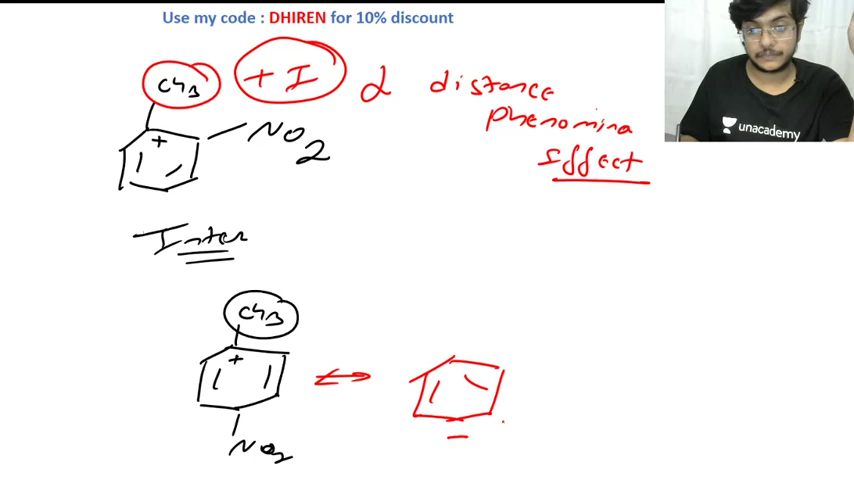 Use my code : DHIREN for 10% discount
CH3 +I α distance
phenomina
Effect
+ NO2
unacademy
Inter
CH3
+
NO2